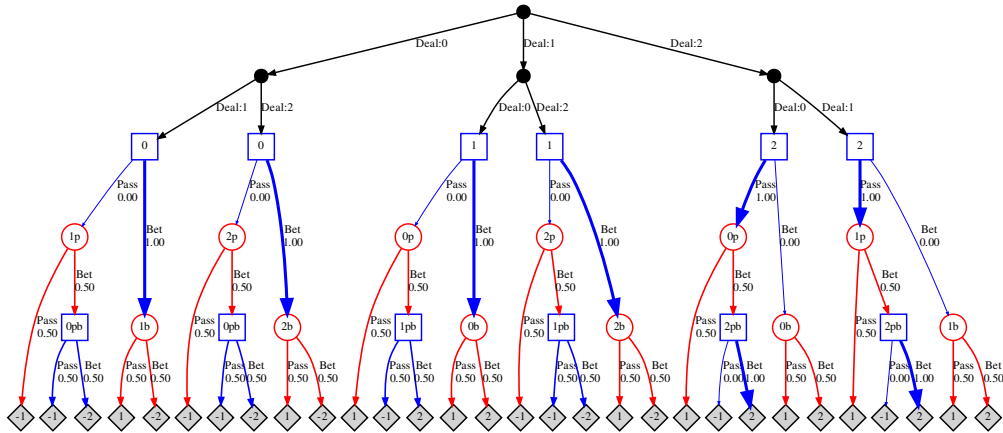 Deal:0 Deal:1 Deal:2
Deal:1 Deal:2 Deal:0 Deal:2 Deal:0 Deal:1
0 0 1 1 2 2
Pass Pass Pass Pass Pass Pass
0.00 0.00 0.00 0.00 1.00 1.00
Bet Bet Bet Bet Bet Bet
1.00 1.00 1.00 1.00 0.00 0.00
1p 2p 0p 2p 0p 1p
Bet Bet Bet Bet Bet Bet
0.50 0.50 0.50 0.50 0.50 0.50
Pass Pass Pass Pass Pass Pass
0.50 0.50 0.50 0.50 0.50 0.50
0pb 1b 0pb 2b 1pb 0b 1pb 2b 2pb 0b 2pb 1b
Pass Bet Pass Bet Pass Bet Pass Bet Pass Bet Pass Bet Pass Bet Pass Bet Pass Bet Pass Bet Pass Bet Pass Bet
0.50 0.50 0.50 0.50 0.50 0.50 0.50 0.50 0.50 0.50 0.50 0.50 0.50 0.50 0.50 0.50 0.00 1.00 0.50 0.50 0.00 1.00 0.50 0.50
-1 -1 -2 1 -2 -1 -1 -2 1 -2 1 -1 2 1 2 -1 -1 -2 1 -2 1 -1 2 1 2 1 -1 2 1 2